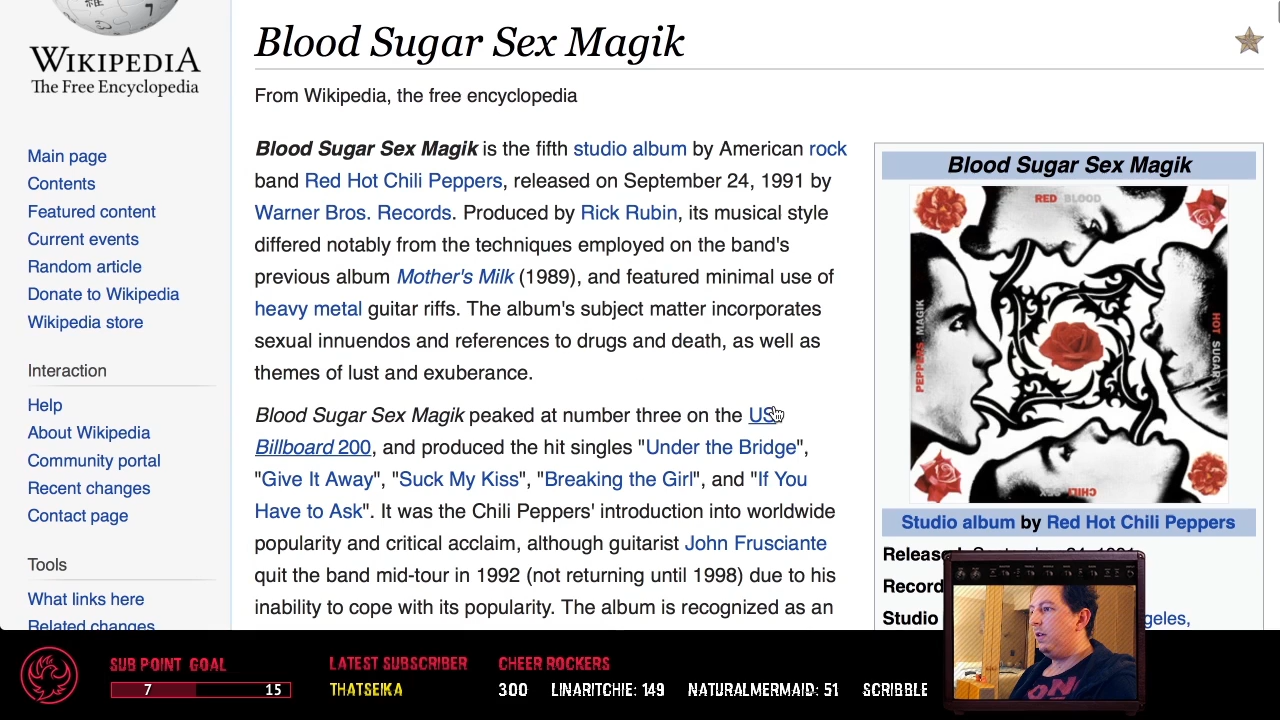 WIKIPEDIA
The Free Encyclopedia
Main page
Contents
Featured content
Current events
Random article
Donate to Wikipedia
Wikipedia store
Interaction
Help
About Wikipedia
Community portal
Recent changes
Contact page
Tools
What links here
Related changes
Blood Sugar Sex Magik
From Wikipedia, the free encyclopedia
Blood Sugar Sex Magik is the fifth studio album by American rock
band Red Hot Chili Peppers, released on September 24, 1991 by
Warner Bros. Records. Produced by Rick Rubin, its musical style
differed notably from the techniques employed on the band's
previous album Mother's Milk (1989), and featured minimal use of
heavy metal guitar riffs. The album's subject matter incorporates
sexual innuendos and references to drugs and death, as well as
themes of lust and exuberance.
Blood Sugar Sex Magik peaked at number three on the US
Billboard 200, and produced the hit singles "Under the Bridge",
"Give It Away", "Suck My Kiss", "Breaking the Girl", and "If You
Have to Ask". It was the Chili Peppers' introduction into worldwide
popularity and critical acclaim, although guitarist John Frusciante
quit the band mid-tour in 1992 (not returning until 1998) due to his
inability to cope with its popularity. The album is recognized as an
Blood Sugar Sex Magik
RED BLOOD
HOT SUGAR
CHILI SEX
PEPPERS MAGIK
Studio album by Red Hot Chili Peppers
Record
Studio
geles,
SUB POINT GOAL
7 15
LATEST SUBSCRIBER
THATSEIKA
CHEER ROCKERS
300 LINARITCHIE: 149 NATURALMERMAID: 51 SCRIBBLE